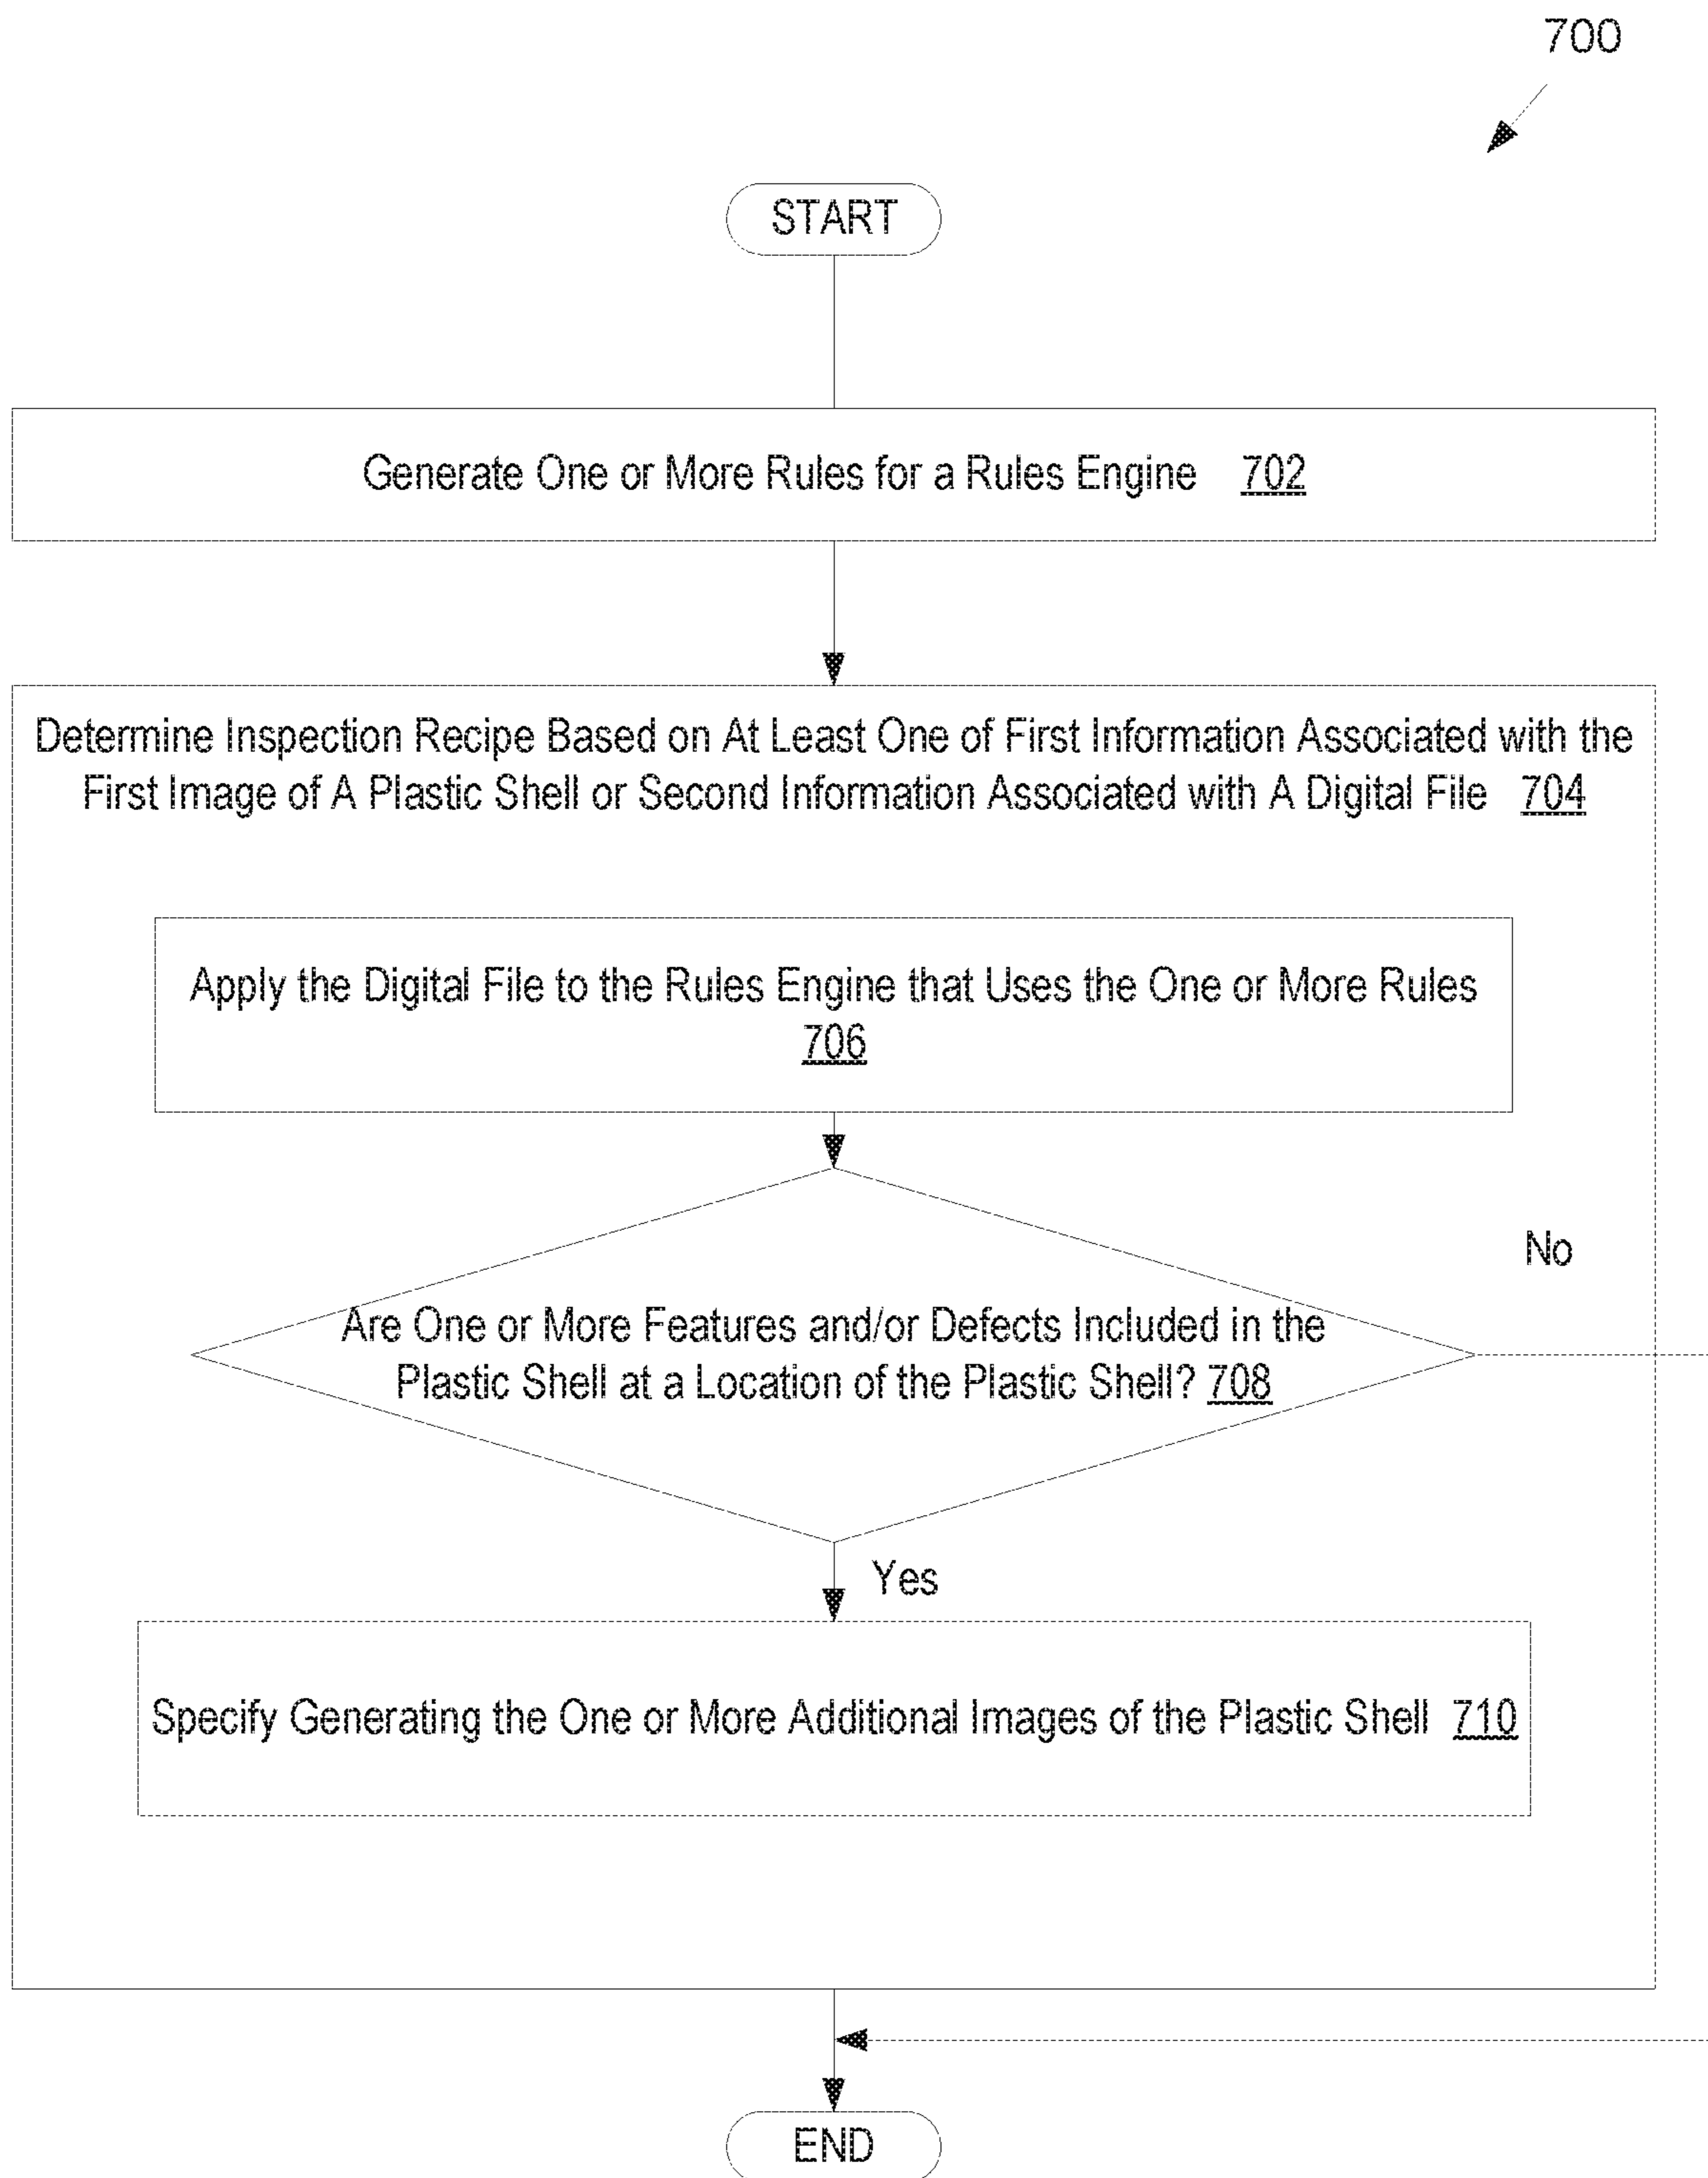 700
START
Generate One or More Rules for a Rules Engine 702
Determine Inspection Recipe Based on At Least One of First Information Associated with the
First Image of A Plastic Shell or Second Information Associated with A Digital File 704
Apply the Digital File to the Rules Engine that Uses the One or More Rules
706
No
Are One or More Features and/or Defects Included in the
Plastic Shell at a Location of the Plastic Shell? 708
Yes
Specify Generating the One or More Additional Images of the Plastic Shell 710
END